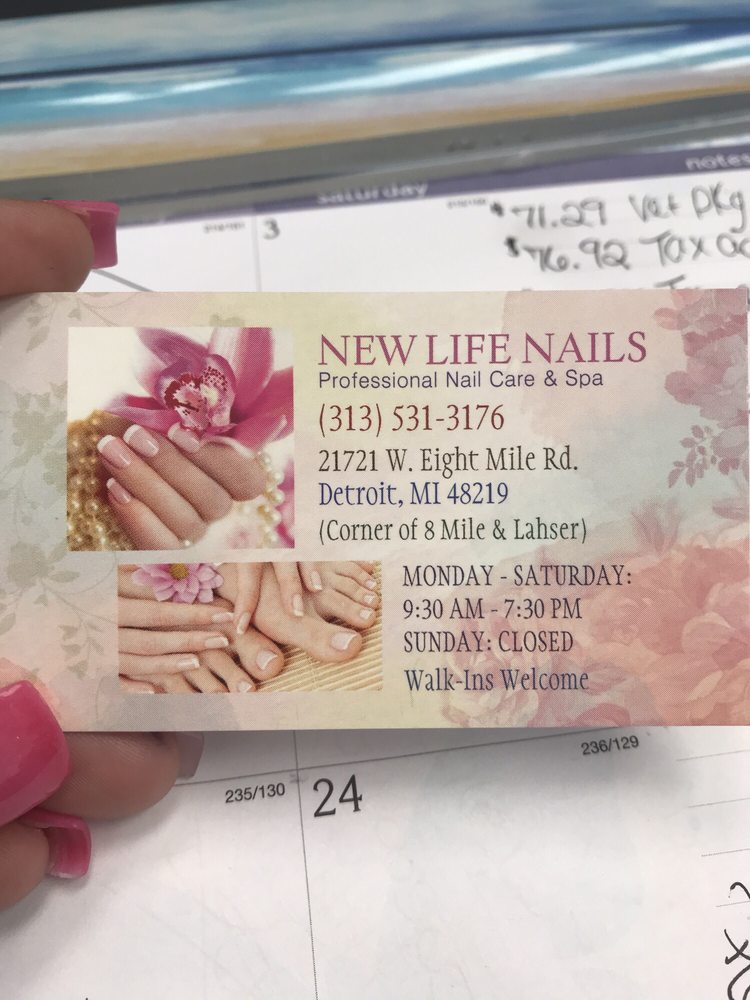 notes
saturday
3
$71.29 Vet Pkg
$76.92 Tax
NEW LIFE NAILS
Professional Nail Care & Spa
(313) 531-3176
21721 W. Eight Mile Rd.
Detroit, MI 48219
(Corner of 8 Mile & Lahser)
MONDAY - SATURDAY:
9:30 AM - 7:30 PM
SUNDAY: CLOSED
Walk-Ins Welcome
235/130
24
236/129